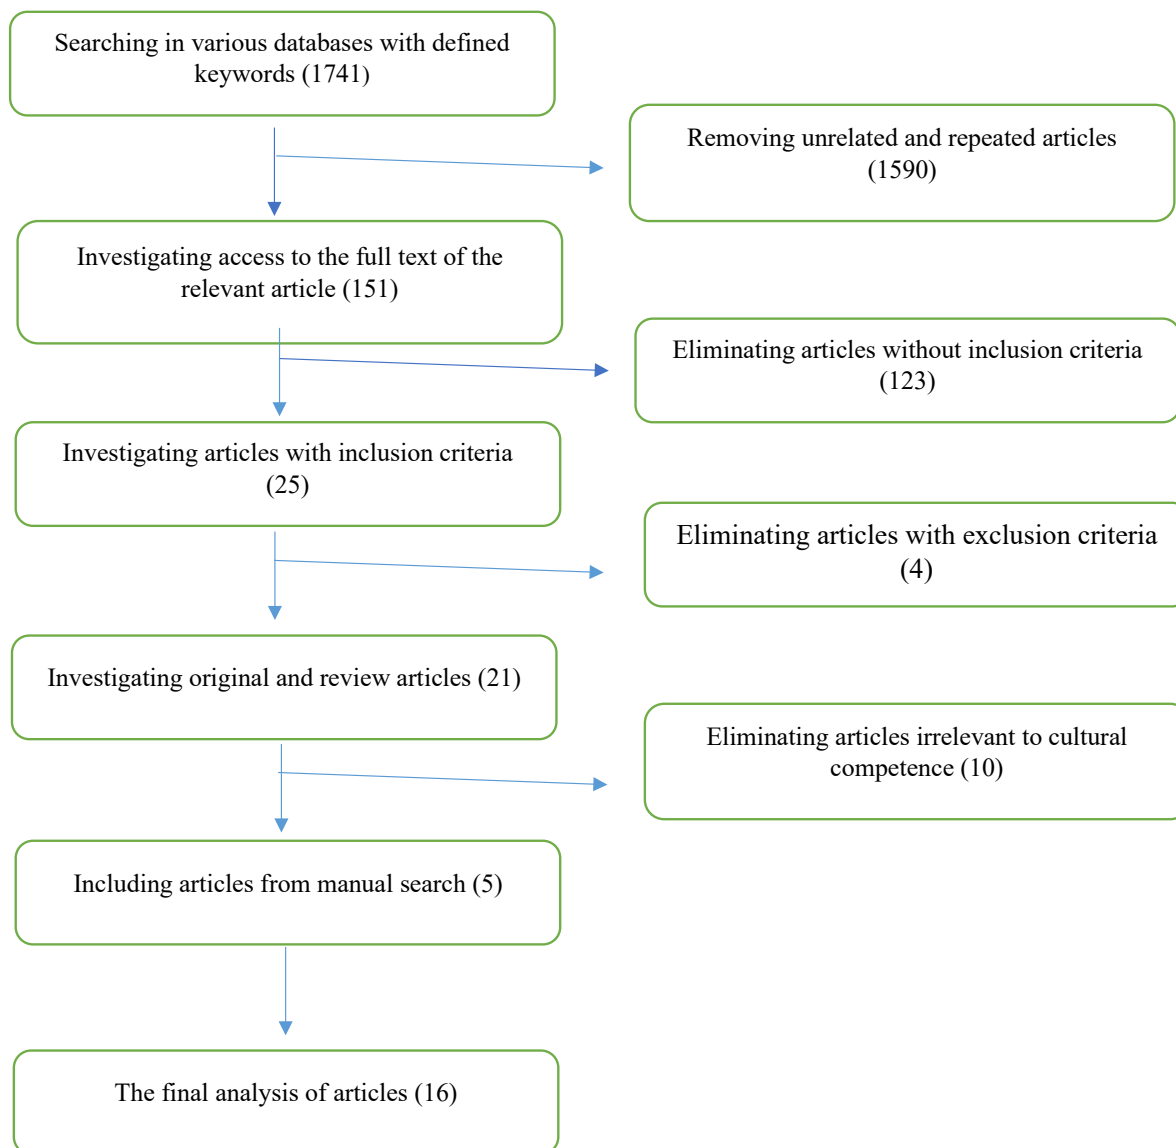 Searching in various databases with defined
keywords (1741)
Removing unrelated and repeated articles
(1590)
Investigating access to the full text of the
relevant article (151)
Eliminating articles without inclusion criteria
(123)
Investigating articles with inclusion criteria
(25)
Eliminating articles with exclusion criteria
(4)
Investigating original and review articles (21)
Eliminating articles irrelevant to cultural
competence (10)
Including articles from manual search (5)
The final analysis of articles (16)